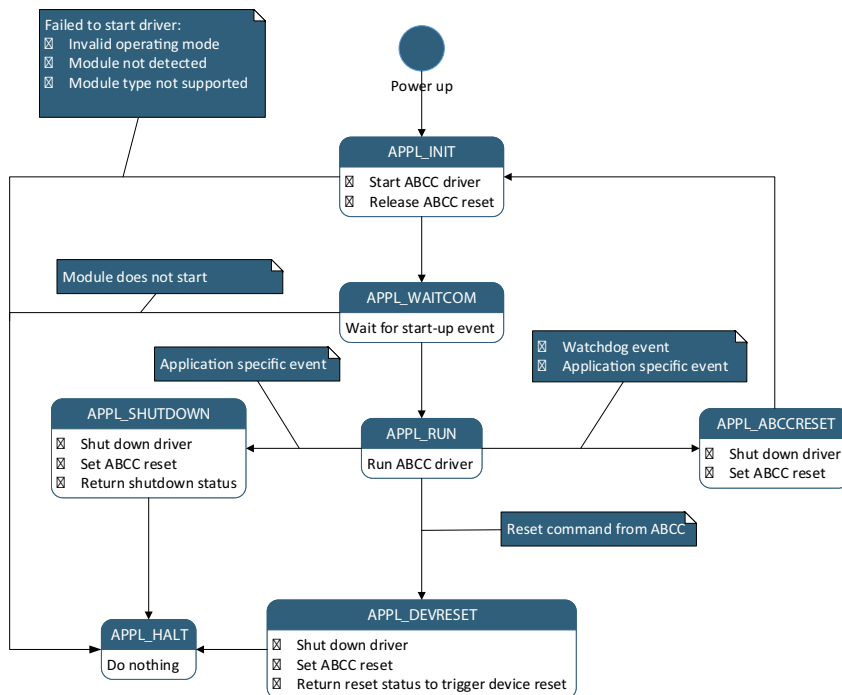 Failed to start driver:
Invalid operating mode
Module not detected
Module type not supported
Power up
APPL_INIT
Start ABCC driver
Release ABCC reset
Module does not start
APPL_WAITCOM
Wait for start-up event
Application specific event
Watchdog event
Application specific event
APPL_SHUTDOWN
Shut down driver
Set ABCC reset
Return shutdown status
APPL_RUN
Run ABCC driver
APPL_ABCCRESET
Shut down driver
Set ABCC reset
Reset command from ABCC
APPL_HALT
Do nothing
APPL_DEVRESET
Shut down driver
Set ABCC reset
Return reset status to trigger device reset